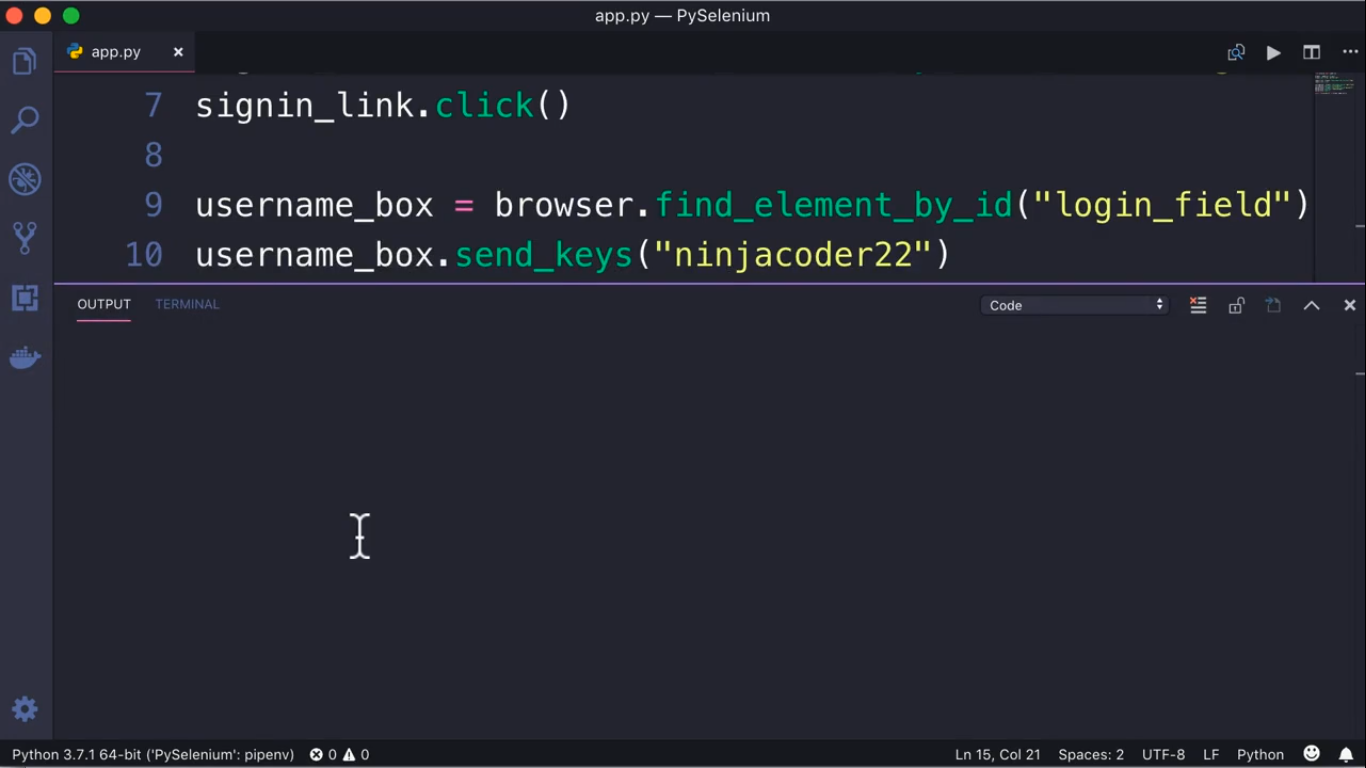 app.py — PySelenium
app.py
7 signin_link.click()
8
9 username_box = browser.find_element_by_id("login_field")
10 username_box.send_keys("ninjacoder22")
OUTPUT TERMINAL Code
Python 3.7.1 64-bit ('PySelenium': pipenv) 0 0 Ln 15, Col 21 Spaces: 2 UTF-8 LF Python